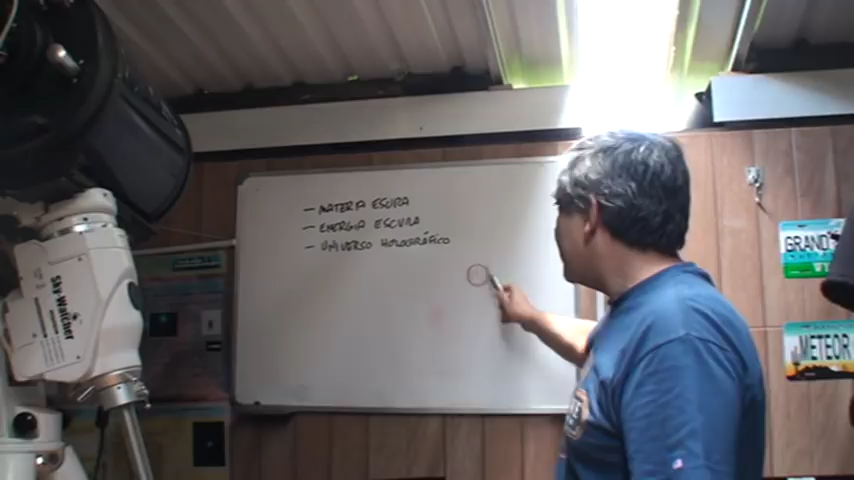 - MATERIA ESCURA
- ENERGIA ESCURA
- UNIVERSO HOLOGRÁFICO
Sky-Watcher
GRAND
METEOR